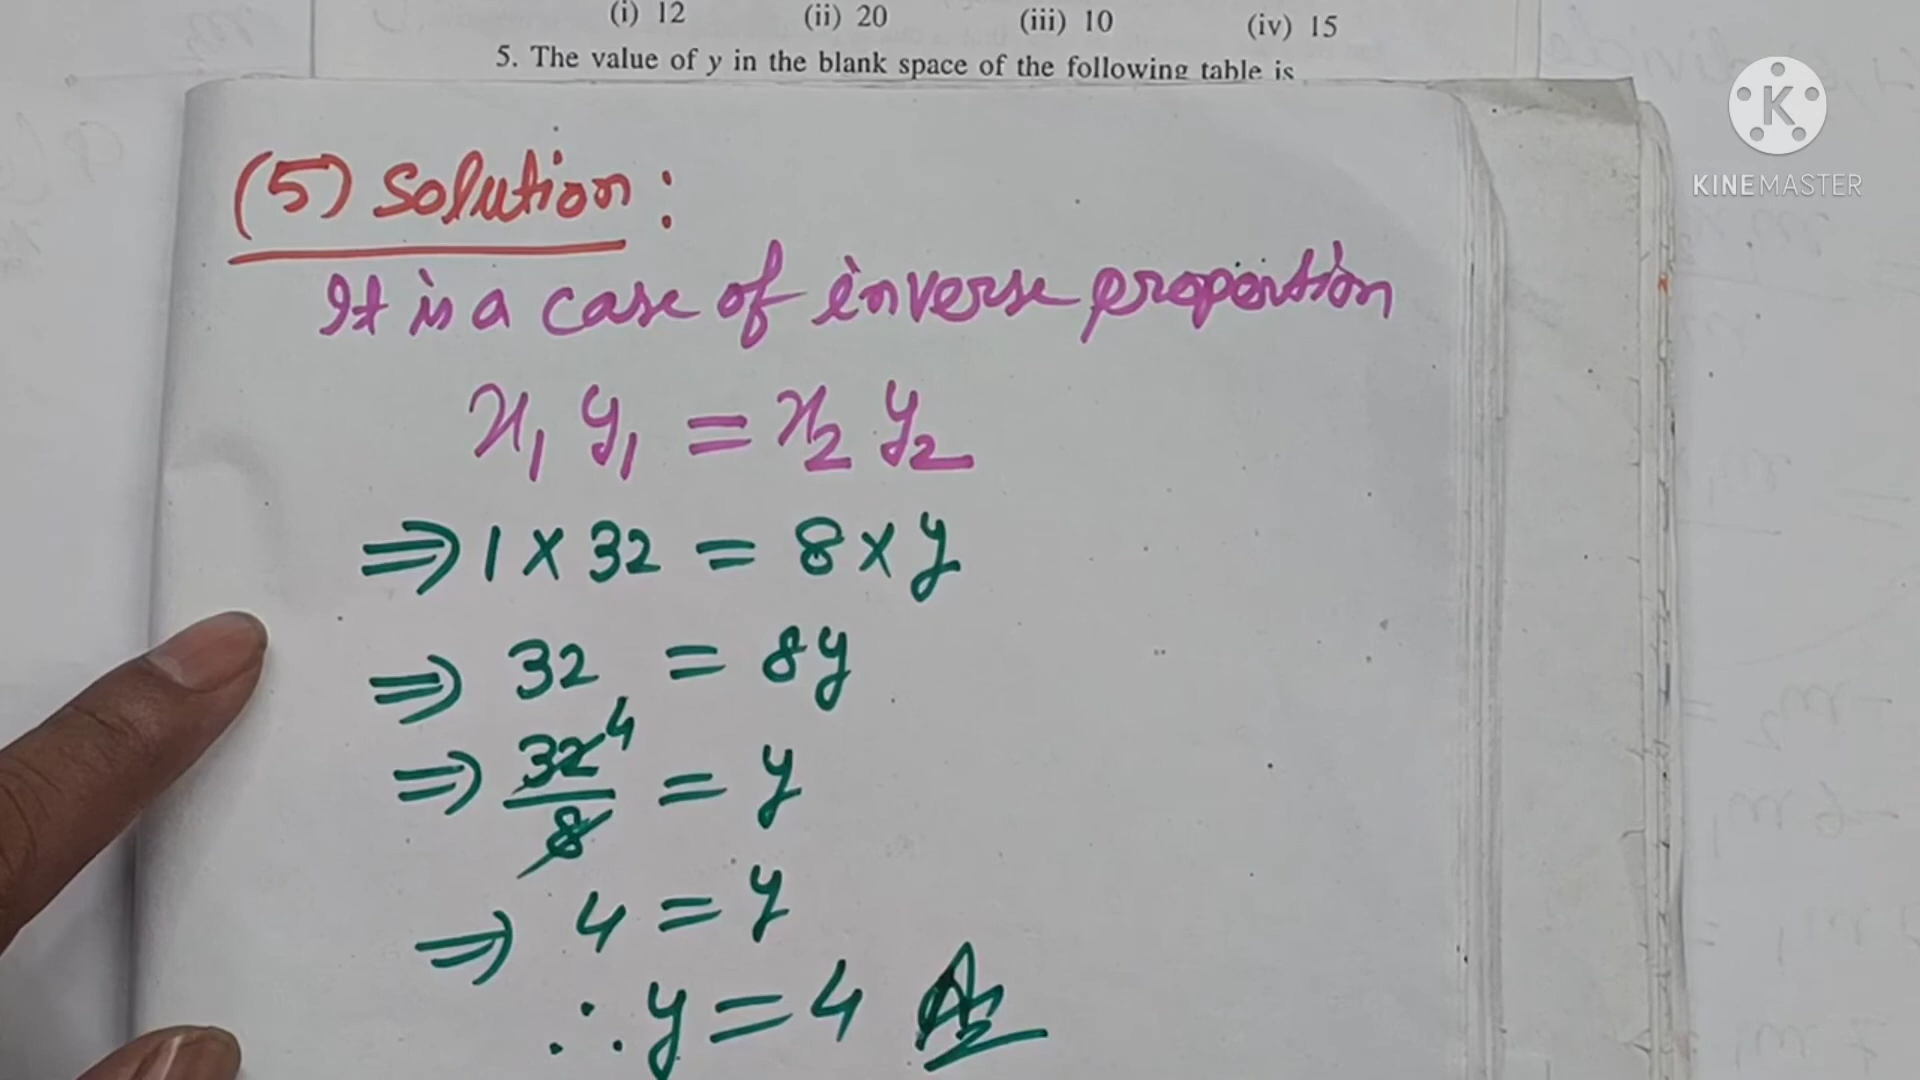 (i) 12 (ii) 20 (iii) 10 (iv) 15
5. The value of y in the blank space of the following table is
K
KINEMASTER
(5) Solution:
It is a case of inverse proportion
x₁ y₁ = x₂ y₂
⇒ 1 × 32 = 8 × y
⇒ 32 = 8y
⇒ 32/8 4 = y
⇒ 4 = y
∴ y = 4 As